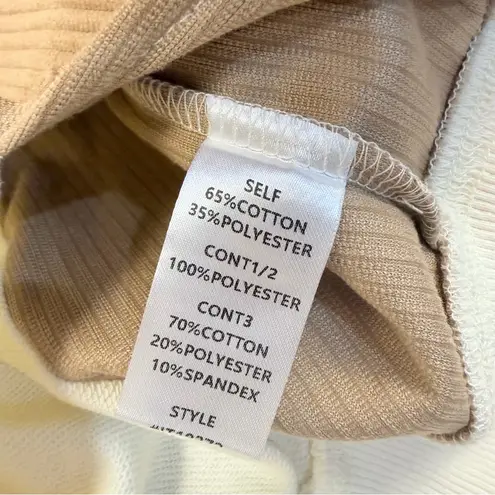 SELF
65%COTTON
35%POLYESTER
CONT1/2
100%POLYESTER
CONT3
70%COTTON
20%POLYESTER
10%SPANDEX
STYLE